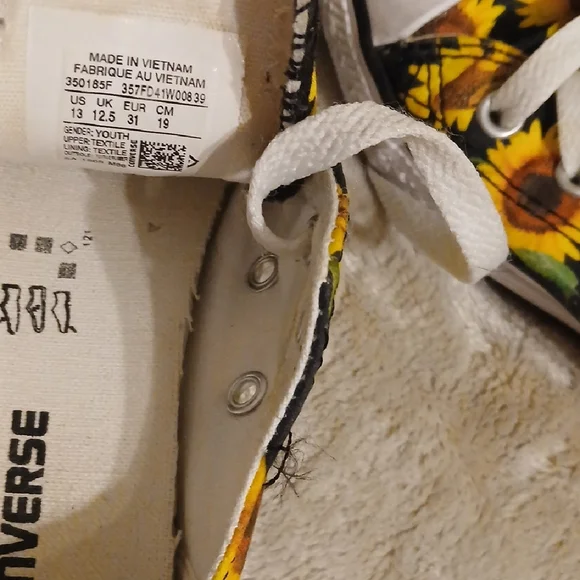 MADE IN VIETNAM
FABRIQUE AU VIETNAM
350185F 357FD41W00839
US UK EUR CM
13 12.5 31 19
GENDER: YOUTH
UPPER: TEXTILE
LINING: TEXTILE
CONVERSE
NVERSE